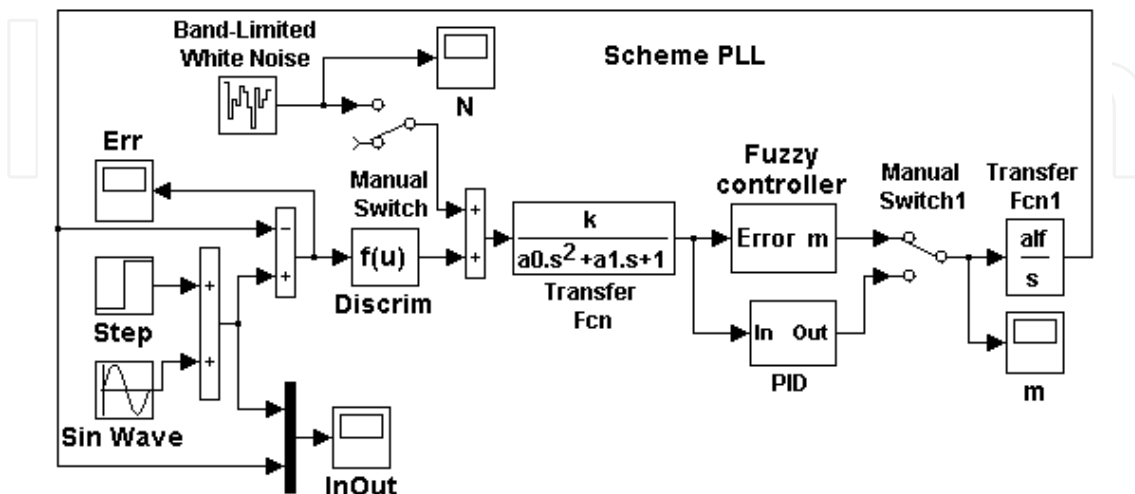 Band-Limited
White Noise
Scheme PLL
N
Err
Manual
Switch
Fuzzy
controller
Manual
Switch1
Transfer
Fcn1
−
+
f(u)
Discrim
+
+
k
a0.s²+a1.s+1
Transfer
Fcn
Error m
alf
s
Step
+
+
In Out
PID
m
Sin Wave
InOut